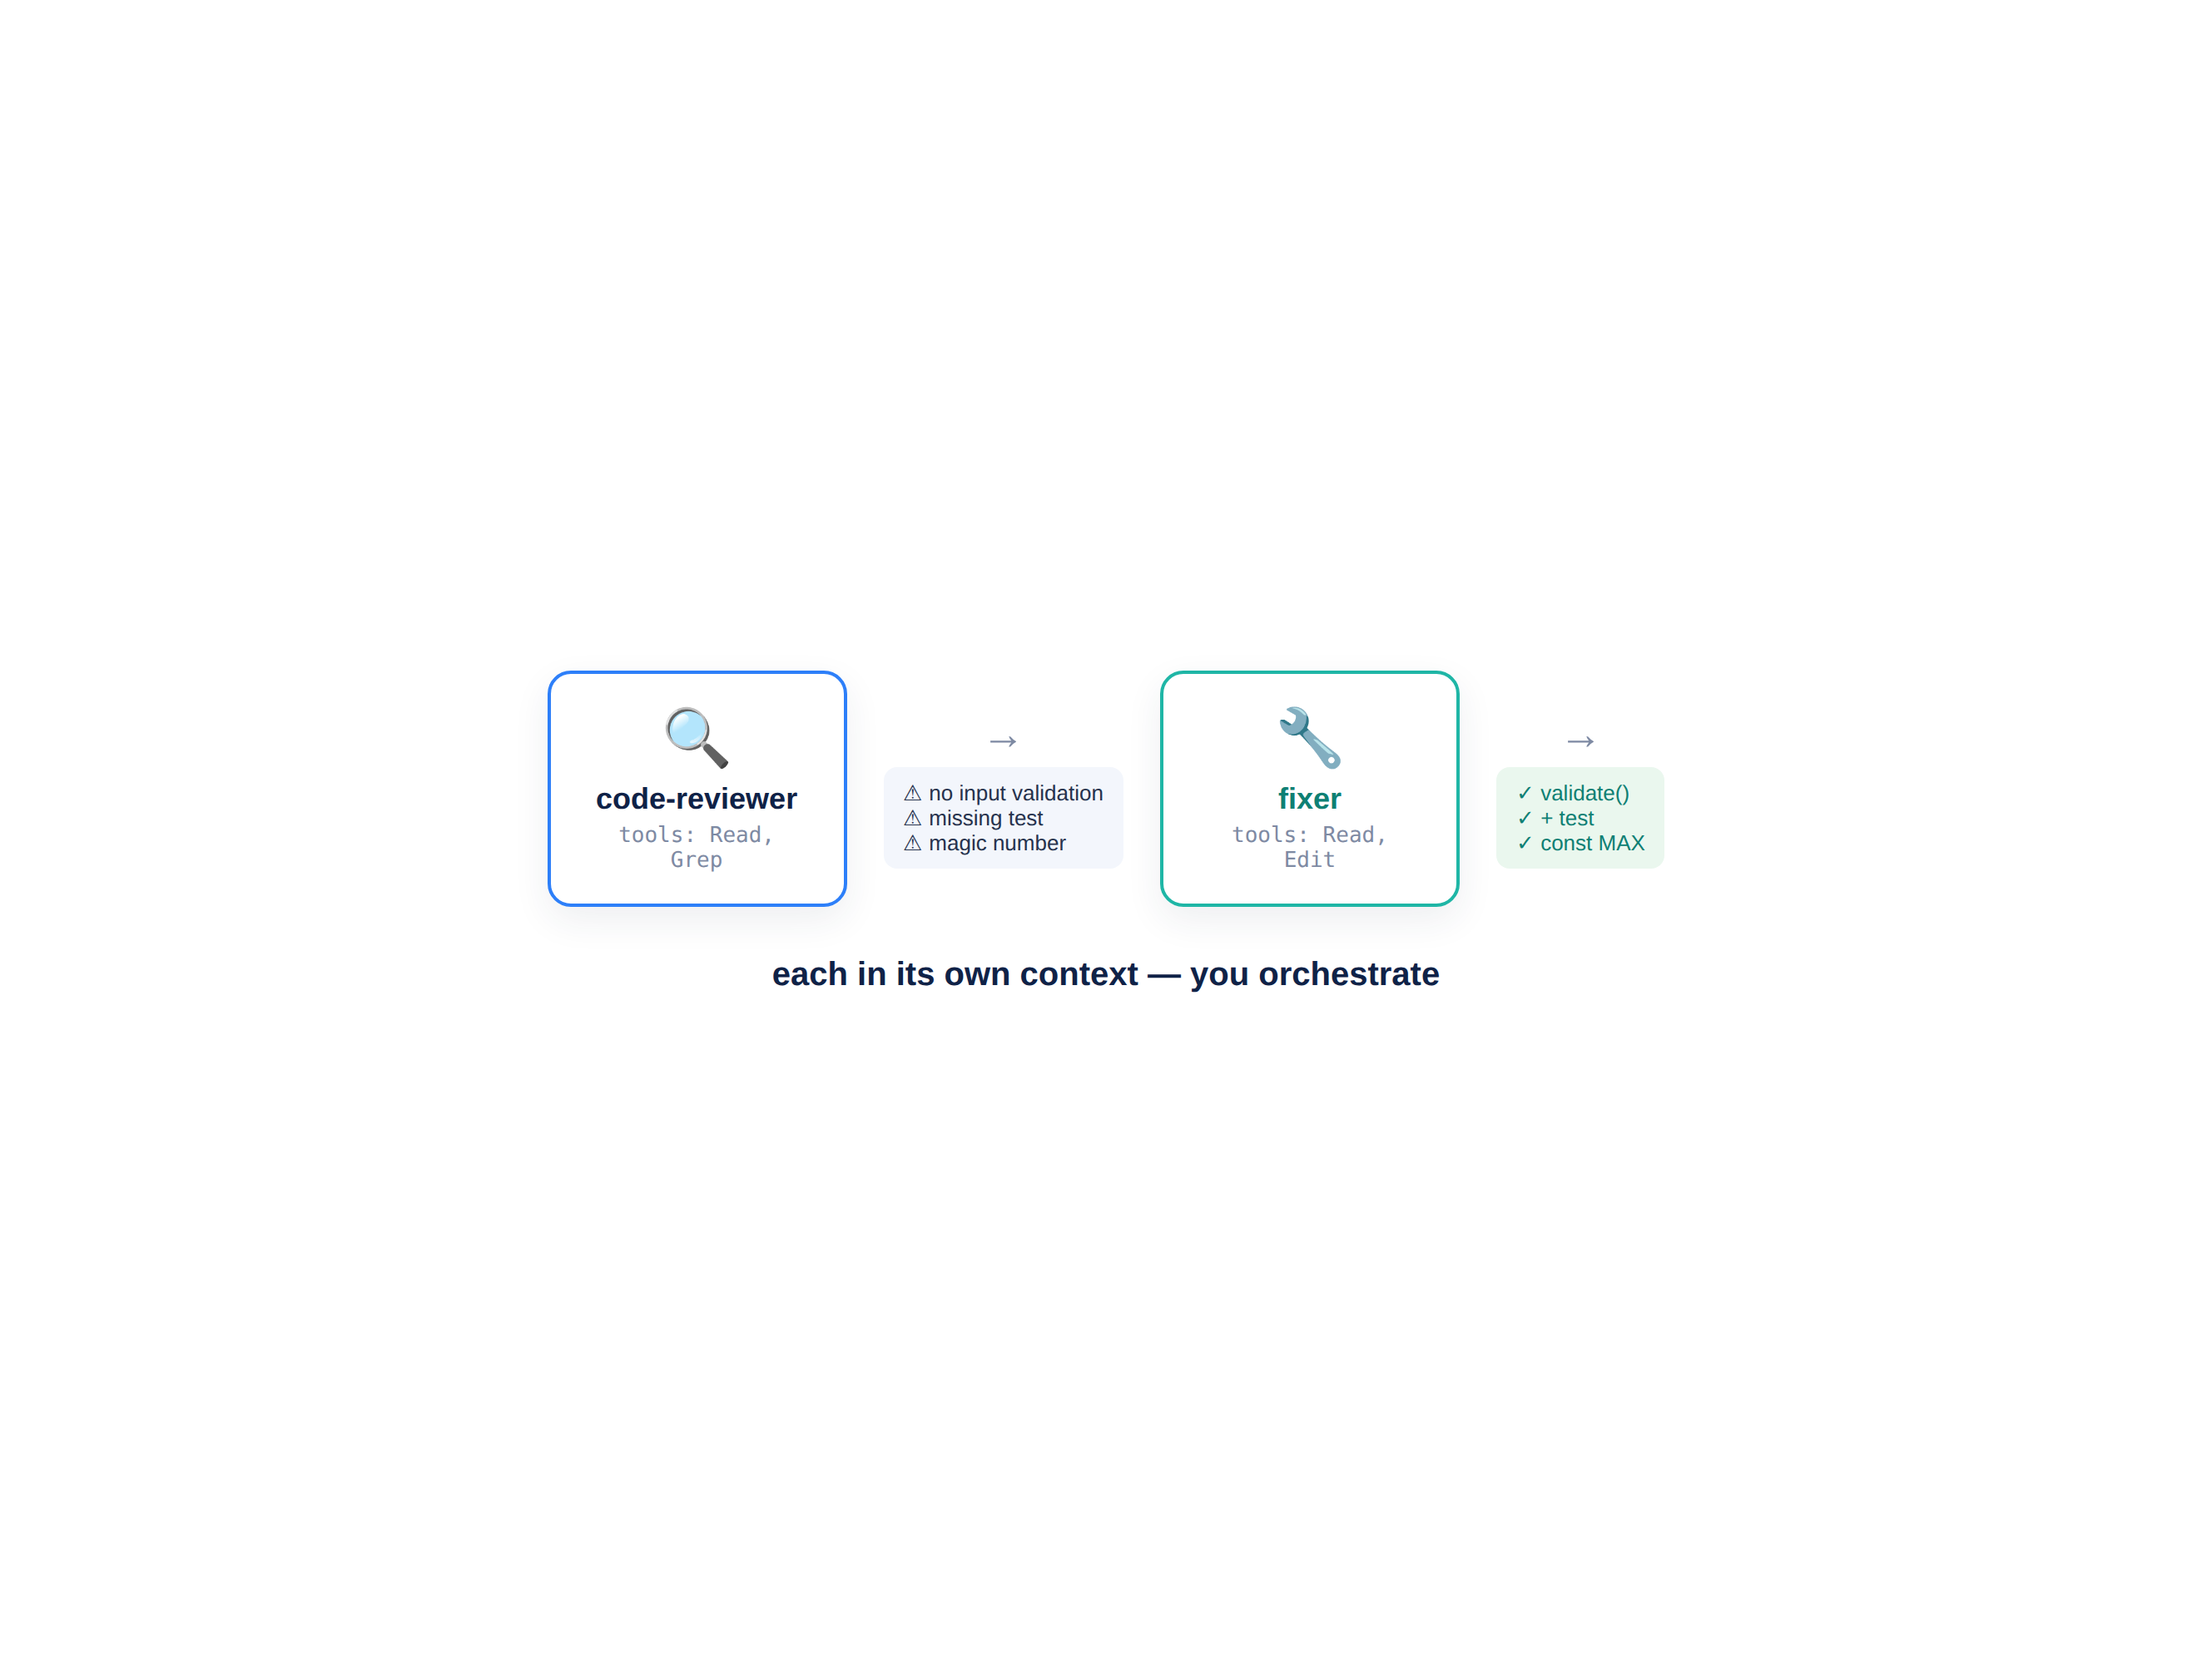 code-reviewer
tools: Read,
Grep
→
⚠ no input validation
⚠ missing test
⚠ magic number
fixer
tools: Read,
Edit
→
✓ validate()
✓ + test
✓ const MAX
each in its own context — you orchestrate